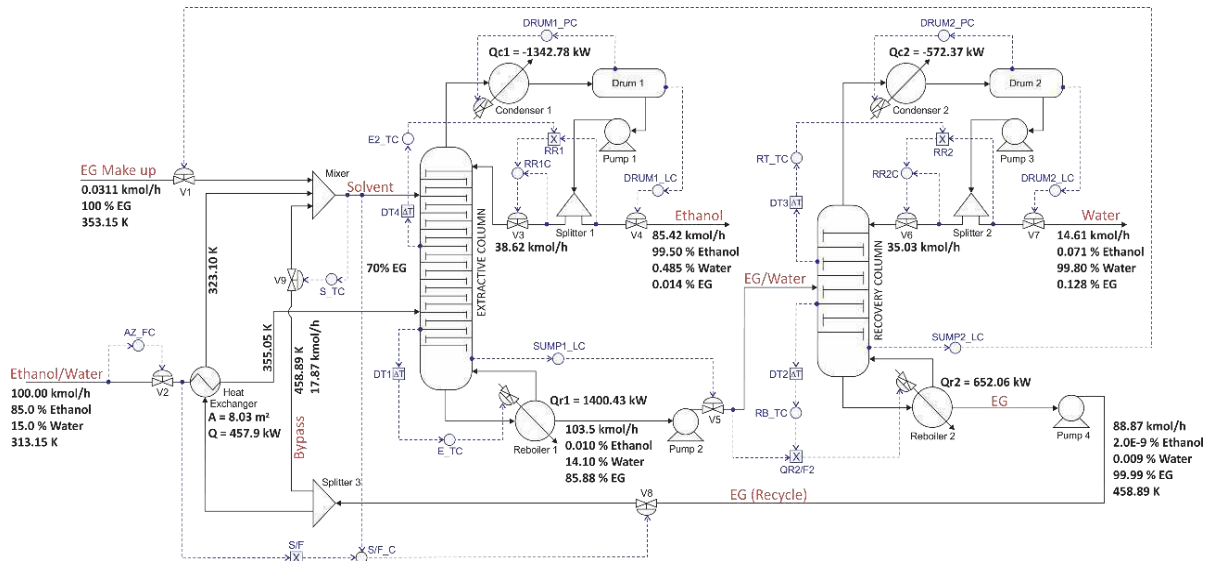 DRUM1_PC
Qc1 = -1342.78 kW
Condenser 1
Drum 1
Pump 1
E2_TC
X
RR1
RR1C
DRUM1_LC
V3
Splitter 1
V4
38.62 kmol/h
Ethanol
85.42 kmol/h
99.50 % Ethanol
0.485 % Water
0.014 % EG
DRUM2_PC
Qc2 = -572.37 kW
Condenser 2
Drum 2
Pump 3
RT_TC
X
RR2
RR2C
DRUM2_LC
V6
Splitter 2
V7
35.03 kmol/h
Water
14.61 kmol/h
0.071 % Ethanol
99.80 % Water
0.128 % EG
EG Make up
0.0311 kmol/h
100 % EG
353.15 K
V1
Mixer
Solvent
DT4
ΔT
70% EG
EXTRACTIVE COLUMN
323.10 K
V9
S_TC
355.05 K
458.89 K
17.87 kmol/h
Bypass
AZ_FC
Ethanol/Water
100.00 kmol/h
85.0 % Ethanol
15.0 % Water
313.15 K
V2
Heat
Exchanger
A = 8.03 m²
Q = 457.9 kW
DT1
ΔT
E_TC
SUMP1_LC
Qr1 = 1400.43 kW
Reboiler 1
103.5 kmol/h
0.010 % Ethanol
14.10 % Water
85.88 % EG
Pump 2
V5
EG/Water
DT3
ΔT
RECOVERY COLUMN
SUMP2_LC
DT2
ΔT
RB_TC
X
QR2/F2
Qr2 = 652.06 kW
Reboiler 2
EG
Pump 4
88.87 kmol/h
2.0E-9 % Ethanol
0.009 % Water
99.99 % EG
458.89 K
Splitter 3
V8
EG (Recycle)
S/F
X
S/F_C